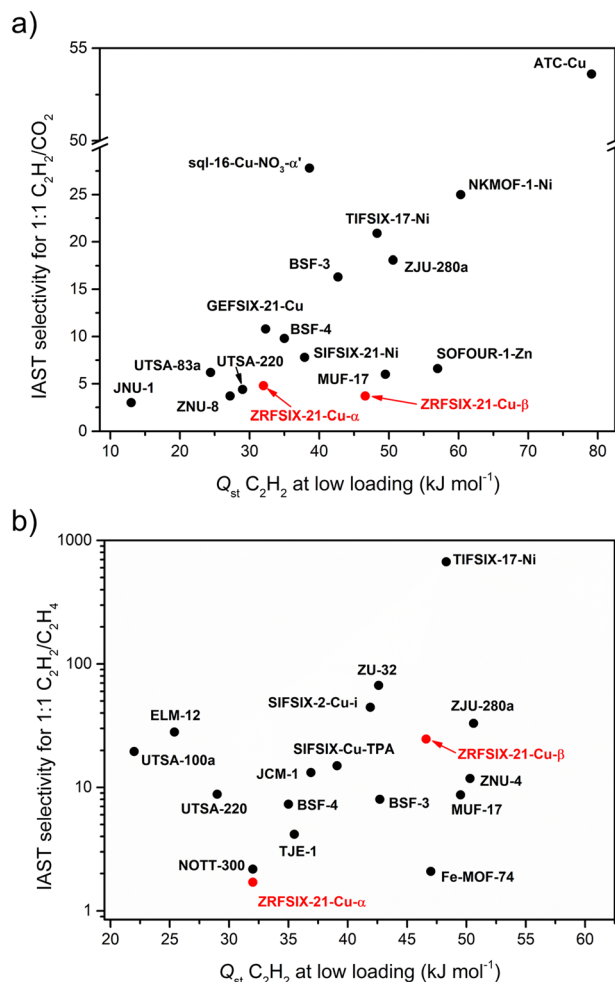 a)
IAST selectivity for 1:1 C₂H₂/CO₂
55
50
25
20
15
10
5
0
ATC-Cu
sql-16-Cu-NO₃-α'
NKMOF-1-Ni
TIFSIX-17-Ni
BSF-3
ZJU-280a
GEFSIX-21-Cu
BSF-4
UTSA-83a
UTSA-220
SIFSIX-21-Ni
SOFOUR-1-Zn
JNU-1
MUF-17
ZNU-8
ZRFSIX-21-Cu-α
ZRFSIX-21-Cu-β
10 20 30 40 50 60 70 80
Qst C₂H₂ at low loading (kJ mol⁻¹)
b)
IAST selectivity for 1:1 C₂H₂/C₂H₄
1000
100
10
1
TIFSIX-17-Ni
ZU-32
SIFSIX-2-Cu-i
ZJU-280a
ELM-12
ZRFSIX-21-Cu-β
UTSA-100a
SIFSIX-Cu-TPA
JCM-1
ZNU-4
UTSA-220
BSF-4
BSF-3
MUF-17
TJE-1
NOTT-300
Fe-MOF-74
ZRFSIX-21-Cu-α
20 25 30 35 40 45 50 55 60
Qst C₂H₂ at low loading (kJ mol⁻¹)